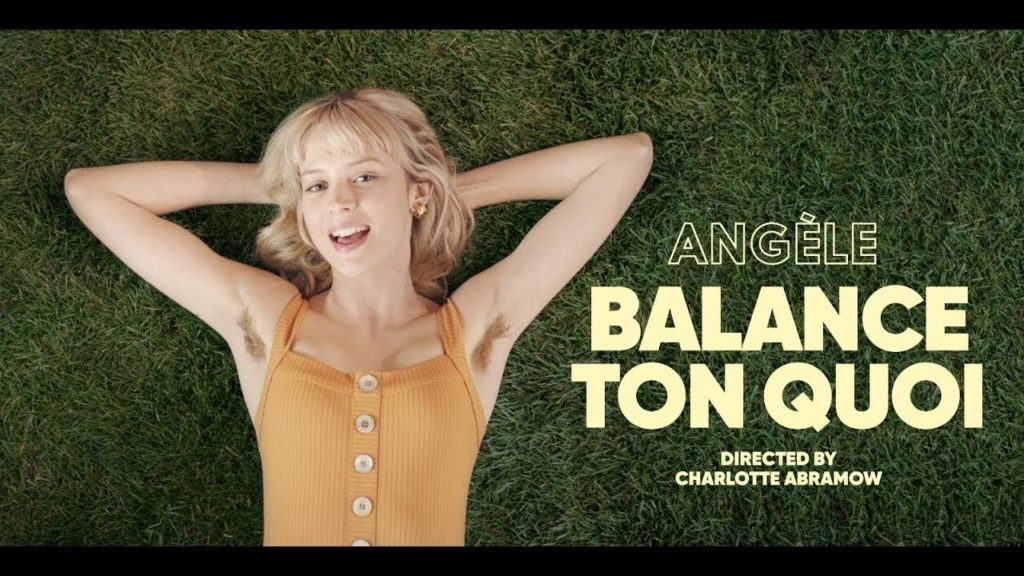 ANGÈLE
BALANCE
TON QUOI
DIRECTED BY
CHARLOTTE ABRAMOW